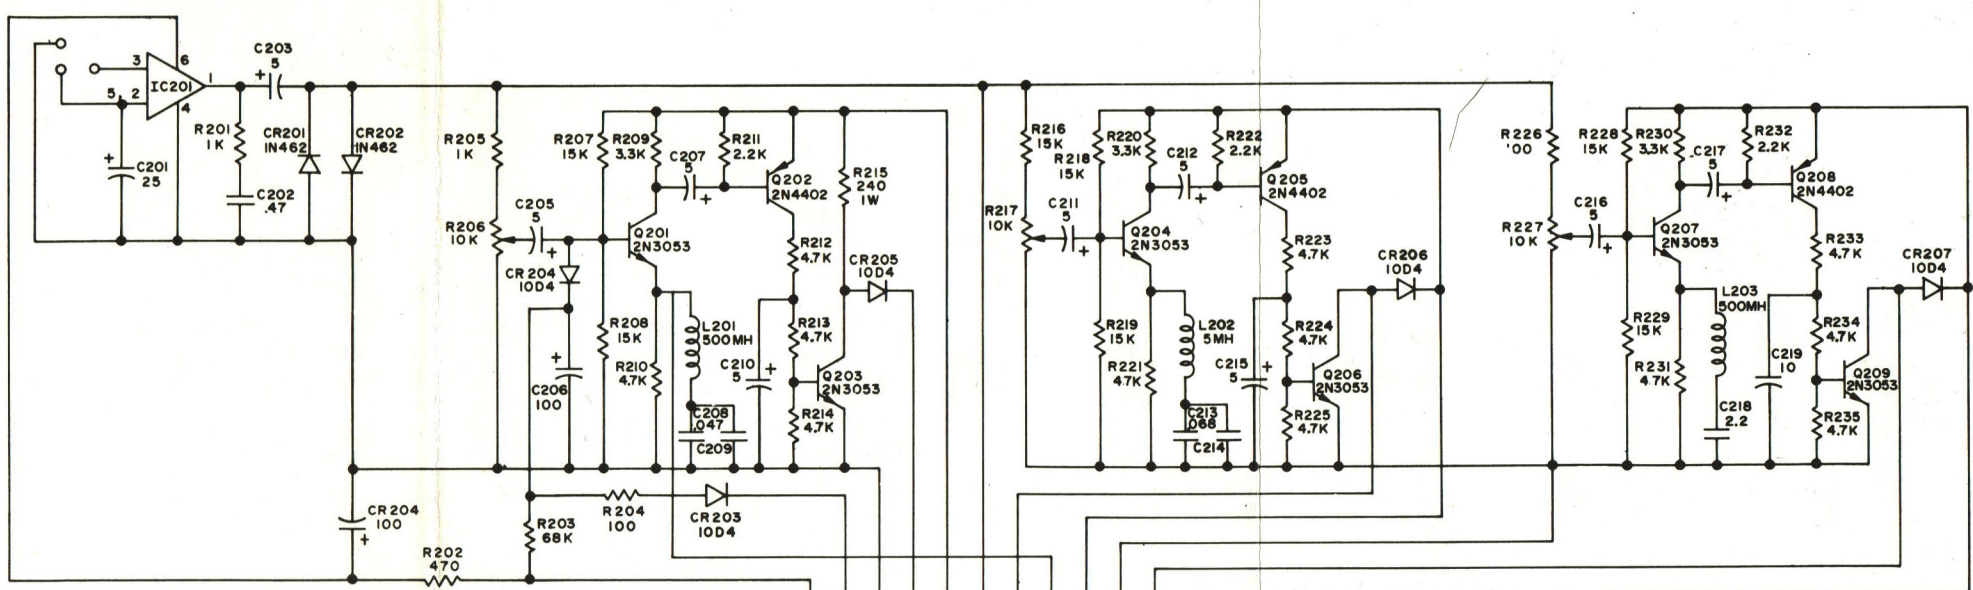 C203
5
3
6
IC201
1
5, 2
4
R201
1K
CR201
1N462
CR202
1N462
C201
25
C202
.47
R205
1K
R206
10K
C205
5
R207
15K
R209
3.3K
C207
5
R211
2.2K
Q202
2N4402
R215
240
1W
Q201
2N3053
R212
4.7K
CR204
10D4
CR205
10D4
R208
15K
L201
500MH
R213
4.7K
R210
4.7K
C210
5
Q203
2N3053
C206
100
C208
.047
C209
R214
4.7K
CR204
100
R202
470
R203
68K
R204
100
CR203
10D4
R216
15K
R218
15K
R220
3.3K
C212
5
R222
2.2K
Q205
2N4402
R217
10K
C211
5
Q204
2N3053
R223
4.7K
CR206
10D4
R219
15K
L202
5MH
R224
4.7K
R221
4.7K
C215
5
Q206
2N3053
C213
.068
C214
R225
4.7K
R226
'00
R228
15K
R230
3.3K
C217
5
R232
2.2K
Q208
2N4402
R227
10K
C216
5
Q207
2N3053
R233
4.7K
CR207
10D4
L203
500MH
R229
15K
R234
4.7K
R231
4.7K
C219
10
Q209
2N3053
C218
2.2
R235
4.7K